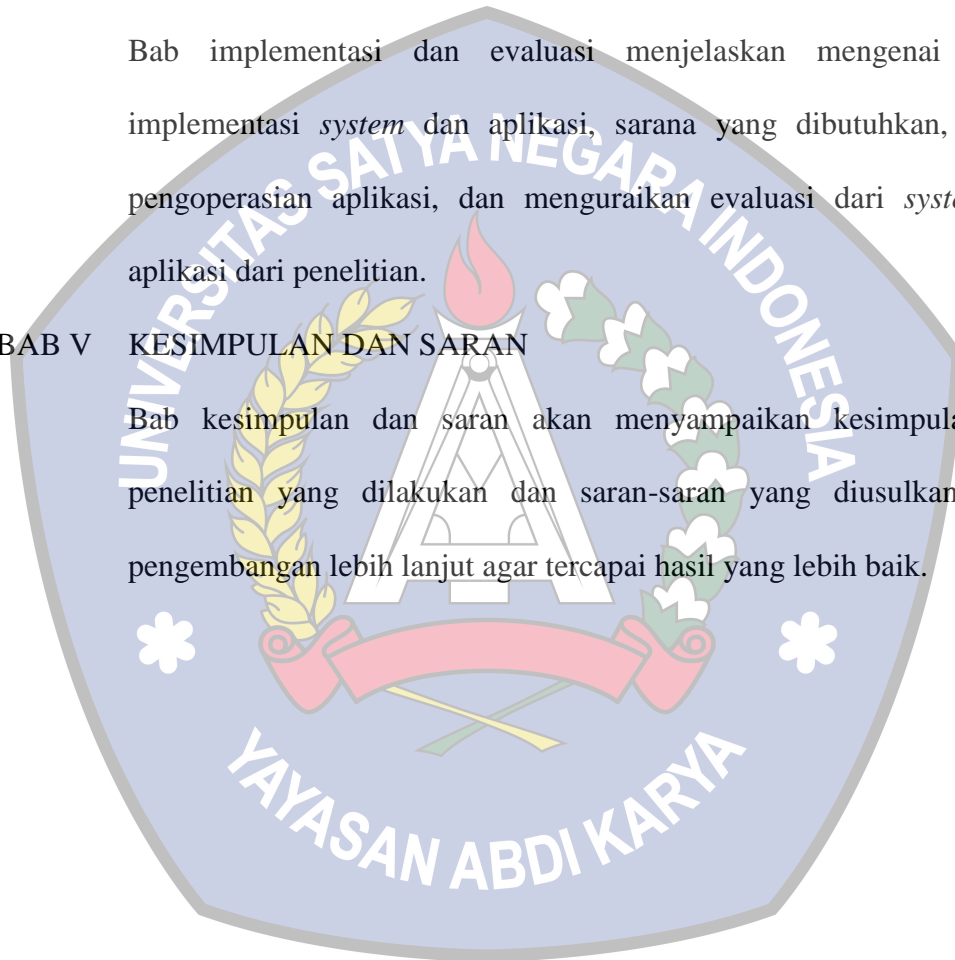 Bab implementasi dan evaluasi menjelaskan mengenai
implementasi system dan aplikasi, sarana yang dibutuhkan,
pengoperasian aplikasi, dan menguraikan evaluasi dari syste
aplikasi dari penelitian.
BAB V KESIMPULAN DAN SARAN
Bab kesimpulan dan saran akan menyampaikan kesimpula
penelitian yang dilakukan dan saran-saran yang diusulkan
pengembangan lebih lanjut agar tercapai hasil yang lebih baik.
UNIVERSITAS SATYA NEGARA INDONESIA
YAYASAN ABDI KARYA